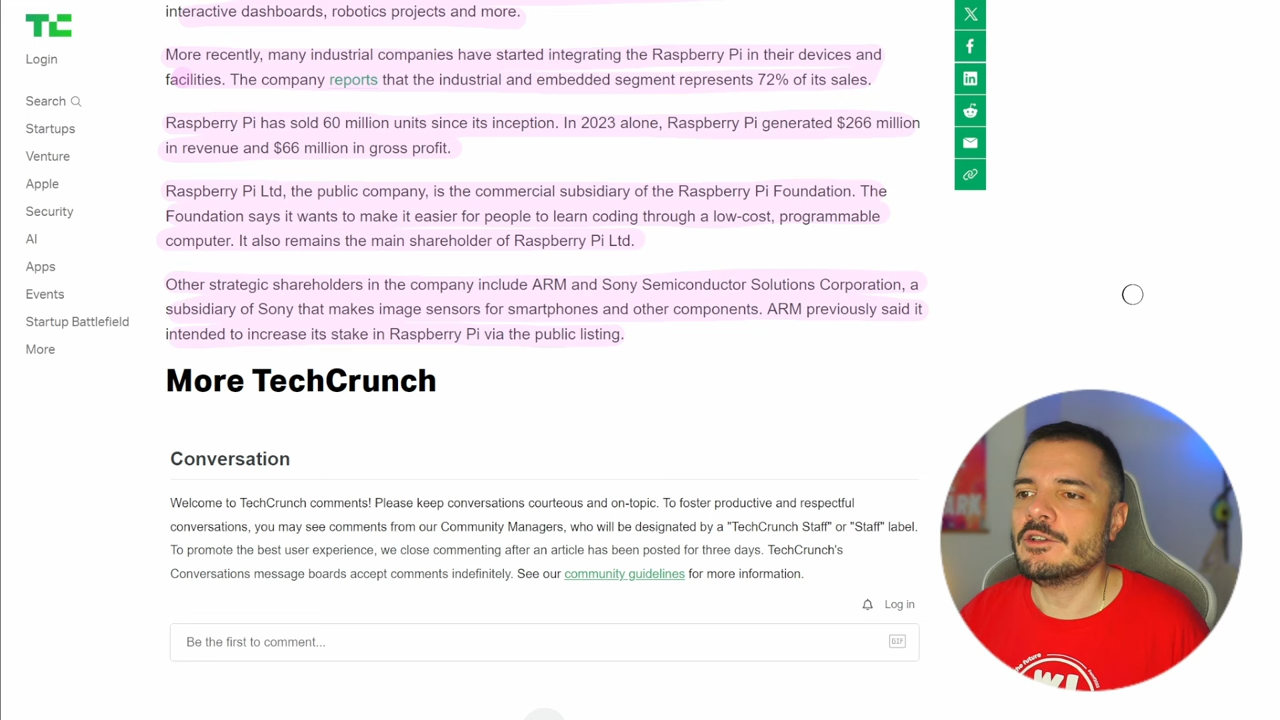 interactive dashboards, robotics projects and more.
TC
Login
More recently, many industrial companies have started integrating the Raspberry Pi in their devices and
facilities. The company reports that the industrial and embedded segment represents 72% of its sales.
Search
Startups
Raspberry Pi has sold 60 million units since its inception. In 2023 alone, Raspberry Pi generated $266 million
in revenue and $66 million in gross profit.
Venture
Apple
Raspberry Pi Ltd, the public company, is the commercial subsidiary of the Raspberry Pi Foundation. The
Foundation says it wants to make it easier for people to learn coding through a low-cost, programmable
computer. It also remains the main shareholder of Raspberry Pi Ltd.
Security
AI
Apps
Other strategic shareholders in the company include ARM and Sony Semiconductor Solutions Corporation, a
subsidiary of Sony that makes image sensors for smartphones and other components. ARM previously said it
intended to increase its stake in Raspberry Pi via the public listing.
Events
Startup Battlefield
More
More TechCrunch
Conversation
Welcome to TechCrunch comments! Please keep conversations courteous and on-topic. To foster productive and respectful
conversations, you may see comments from our Community Managers, who will be designated by a "TechCrunch Staff" or "Staff" label.
To promote the best user experience, we close commenting after an article has been posted for three days. TechCrunch's
Conversations message boards accept comments indefinitely. See our community guidelines for more information.
Log in
Be the first to comment...
GIF